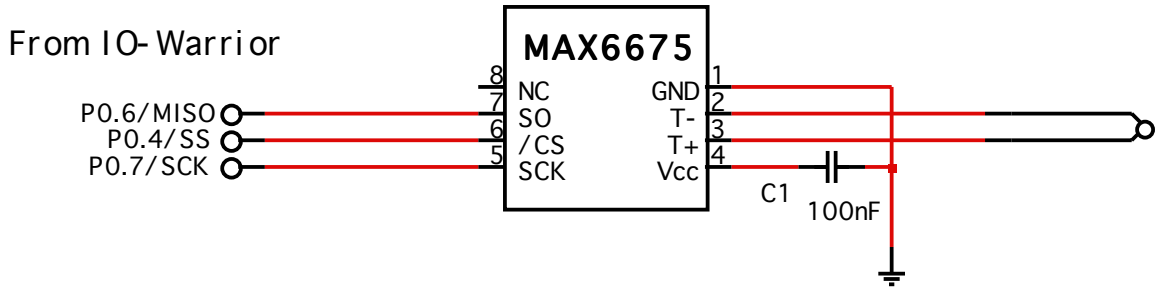 From IO-Warrior
MAX6675
8 NC
7 SO
6 /CS
5 SCK
1 GND
2 T-
3 T+
4 Vcc
P0.6/MISO
P0.4/SS
P0.7/SCK
C1
100nF